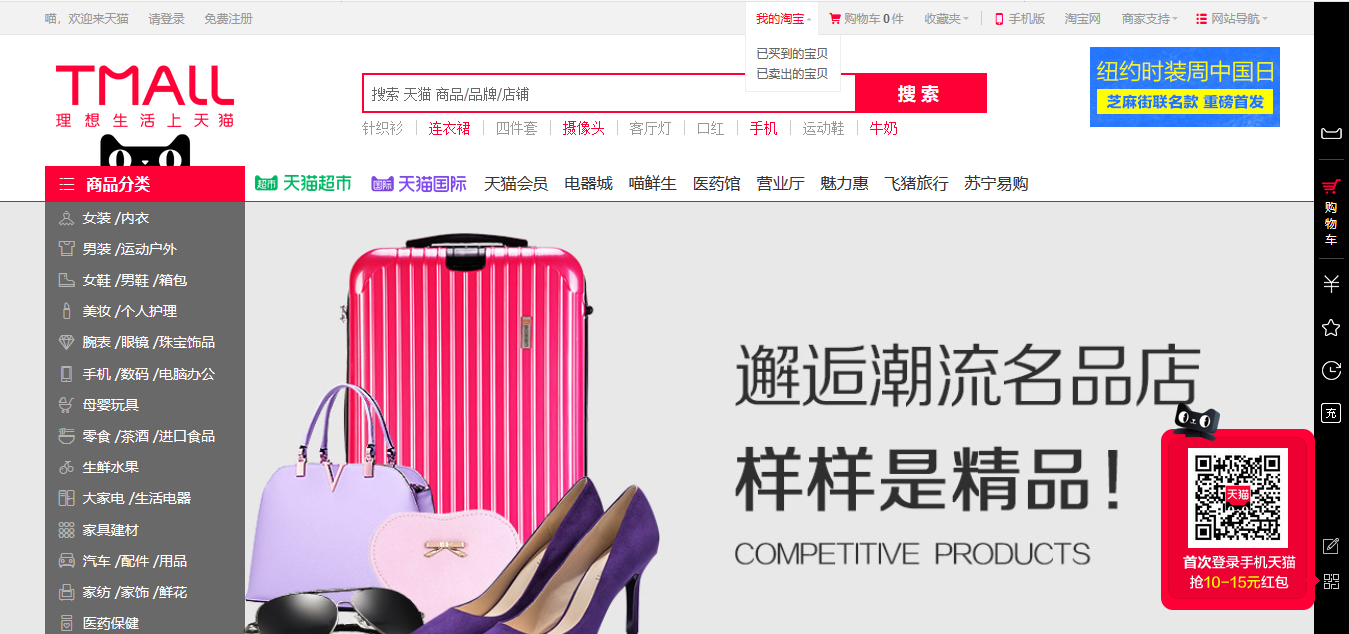 喵，欢迎来天猫 请登录 免费注册 我的淘宝 购物车0件 收藏夹 手机版 淘宝网 商家支持 网站导航
已买到的宝贝
已卖出的宝贝
TMALL
理想生活上天猫
搜索 天猫 商品/品牌/店铺 搜索
针织衫 连衣裙 四件套 摄像头 客厅灯 口红 手机 运动鞋 牛奶
纽约时装周中国日
芝麻街联名款 重磅首发
商品分类 超市 天猫超市 国际 天猫国际 天猫会员 电器城 喵鲜生 医药馆 营业厅 魅力惠 飞猪旅行 苏宁易购
女装 /内衣
男装 /运动户外
女鞋 /男鞋 /箱包
美妆 /个人护理
腕表 /眼镜 /珠宝饰品
手机 /数码 /电脑办公
母婴玩具
零食 /茶酒 /进口食品
生鲜水果
大家电 /生活电器
家具建材
汽车 /配件 /用品
家纺 /家饰 /鲜花
医药保健
邂逅潮流名品店
样样是精品！
COMPETITIVE PRODUCTS
天猫
首次登录手机天猫
抢10-15元红包
购
物
车
充